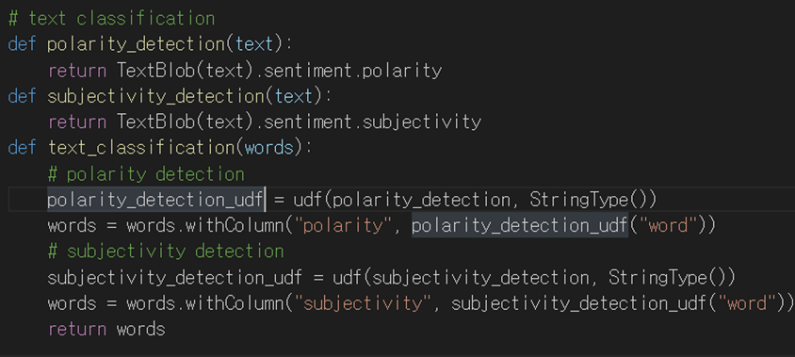 # text classification
def polarity_detection(text):
    return TextBlob(text).sentiment.polarity
def subjectivity_detection(text):
    return TextBlob(text).sentiment.subjectivity
def text_classification(words):
    # polarity detection
    polarity_detection_udf = udf(polarity_detection, StringType())
    words = words.withColumn("polarity", polarity_detection_udf("word"))
    # subjectivity detection
    subjectivity_detection_udf = udf(subjectivity_detection, StringType())
    words = words.withColumn("subjectivity", subjectivity_detection_udf("word"))
    return words